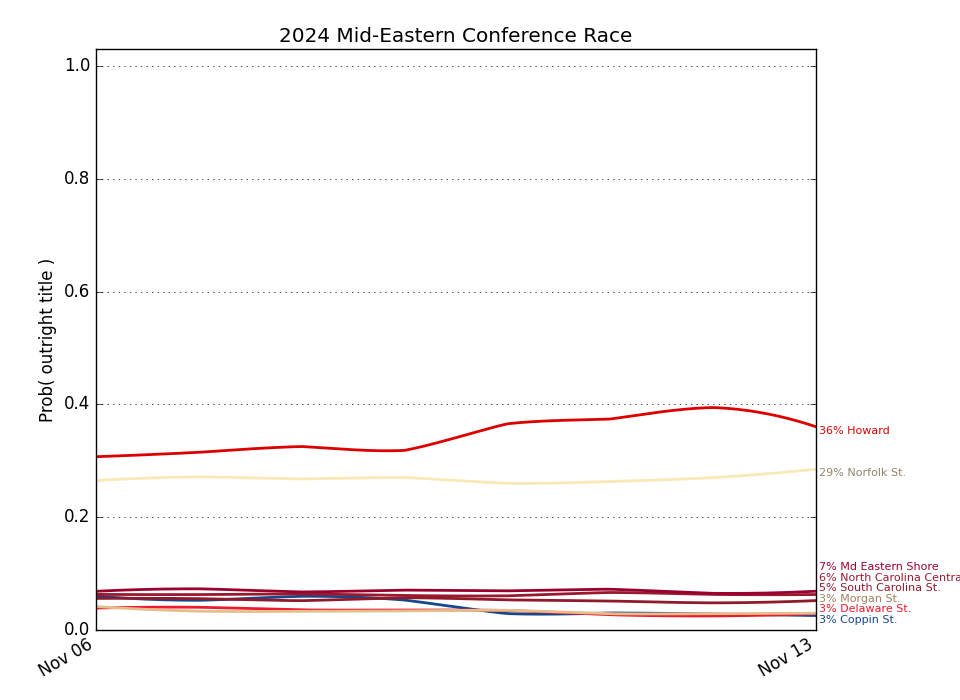 2024 Mid-Eastern Conference Race
1.0
0.8
0.6
0.4
0.2
0.0
Prob( outright title )
Nov 06
Nov 13
36% Howard
29% Norfolk St.
7% Md Eastern Shore
6% North Carolina Centra
5% South Carolina St.
3% Morgan St.
3% Delaware St.
3% Coppin St.